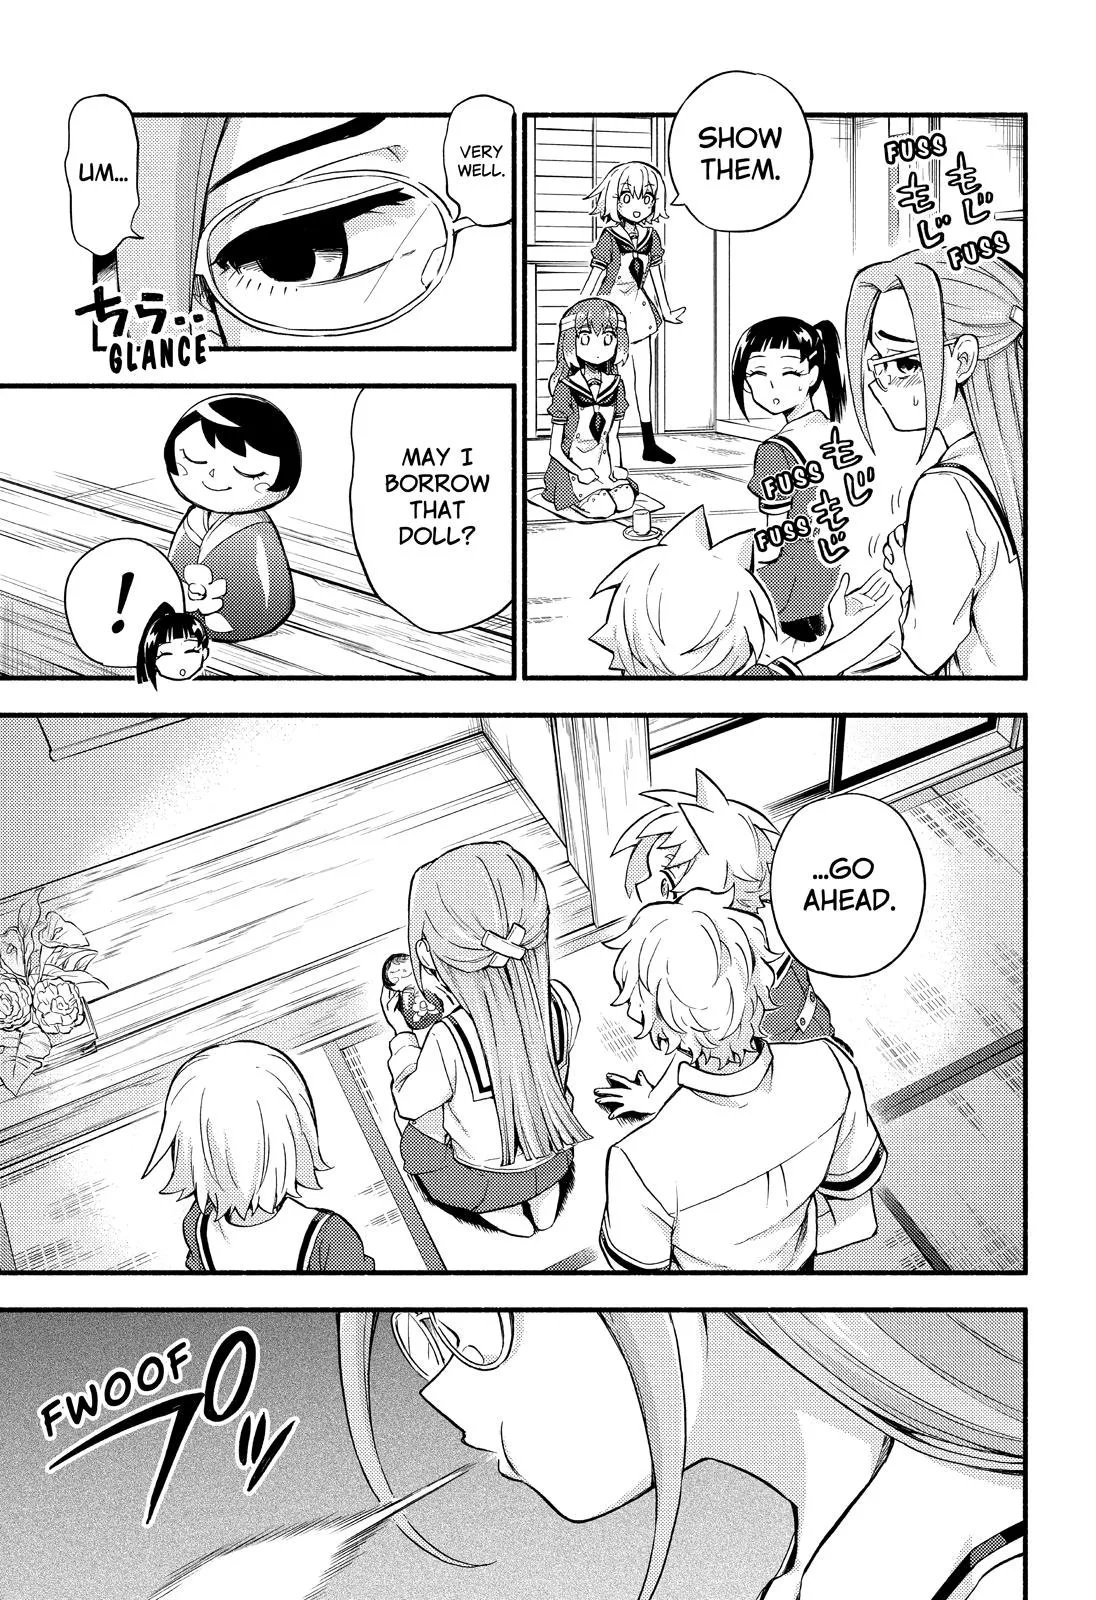 SHOW
THEM.
FUSS
もじ
もじ
FUSS
FUSS
もじ
もじ
FUSS
VERY
WELL.
UM...
ちら..
GLANCE
MAY I
BORROW
THAT
DOLL?
!
...GO
AHEAD.
FWOOF
プッ